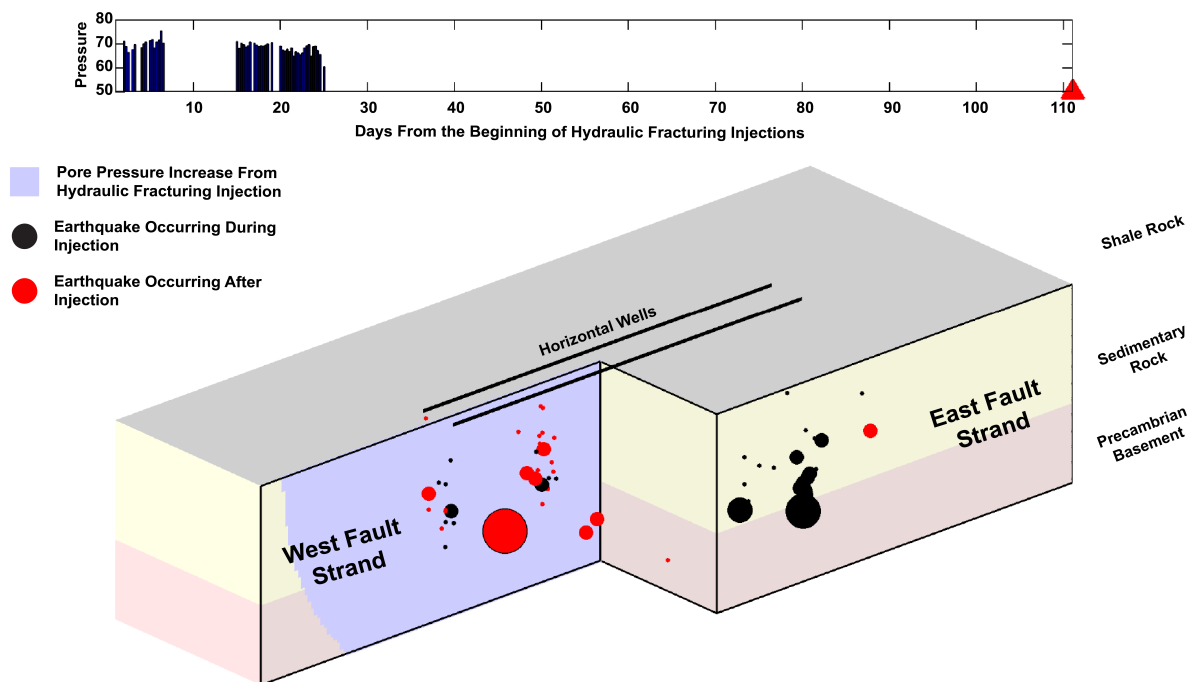 80
70
60
50
Pressure
10 20 30 40 50 60 70 80 90 100 110
Days From the Beginning of Hydraulic Fracturing Injections
Pore Pressure Increase From
Hydraulic Fracturing Injection
Earthquake Occurring During
Injection
Earthquake Occurring After
Injection
Horizontal Wells
West Fault
Strand
East Fault
Strand
Shale Rock
Sedimentary
Rock
Precambrian
Basement